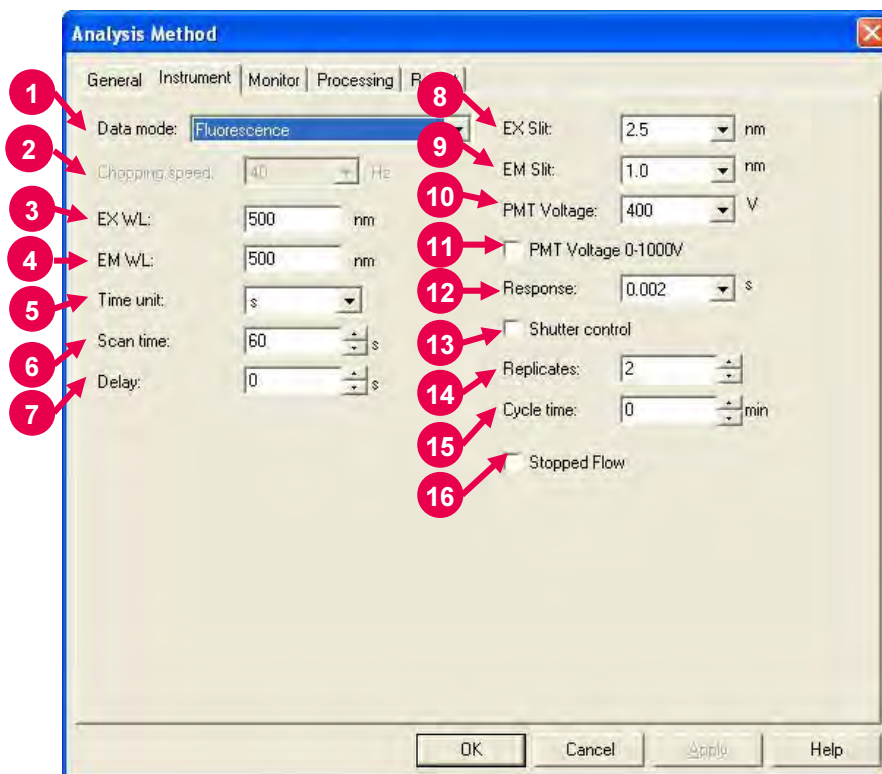 Analysis Method
General Instrument Monitor Processing
1 Data mode: Fluorescence
2 Chopping speed: 40 Hz
3 EX WL: 500 nm
4 EM WL: 500 nm
5 Time unit: s
6 Scan time: 60 s
7 Delay: 0 s
8 EX Slit: 2.5 nm
9 EM Slit: 1.0 nm
10 PMT Voltage: 400 V
11 PMT Voltage 0-1000V
12 Response: 0.002 s
13 Shutter control
14 Replicates: 2
15 Cycle time: 0 min
16 Stopped Flow
OK Cancel Apply Help